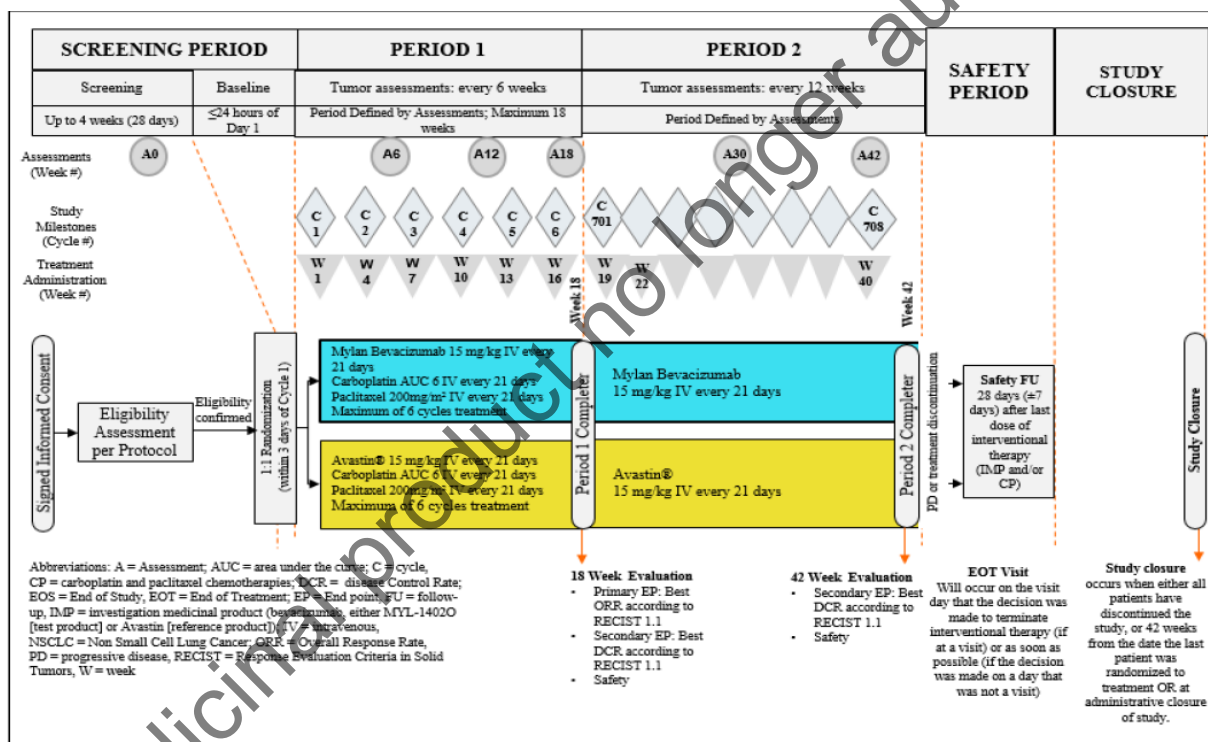 SCREENING PERIOD
PERIOD 1
PERIOD 2
SAFETY
PERIOD
STUDY
CLOSURE
Screening
Baseline
Tumor assessments: every 6 weeks
Tumor assessments: every 12 weeks
Up to 4 weeks (28 days)
≤24 hours of
Day 1
Period Defined by Assessments; Maximum 18
weeks
Period Defined by Assessments
Assessments
(Week #)
A0
A6
A12
A18
A30
A42
Study
Milestones
(Cycle #)
C
1
C
2
C
3
C
4
C
5
C
6
C
701
C
708
Treatment
Administration
(Week #)
W
1
W
4
W
7
W
10
W
13
W
16
W
19
W
22
W
40
Week 18
Week 42
Signed Informed Consent
Eligibility
Assessment
per Protocol
Eligibility
confirmed
1:1 Randomization
(within 3 days of Cycle 1)
Mylan Bevacizumab 15 mg/kg IV every
21 days
Carboplatin AUC 6 IV every 21 days
Paclitaxel 200mg/m² IV every 21 days
Maximum of 6 cycles treatment
Avastin® 15 mg/kg IV every 21 days
Carboplatin AUC 6 IV every 21 days
Paclitaxel 200mg/m² IV every 21 days
Maximum of 6 cycles treatment
Period 1 Completer
Mylan Bevacizumab
15 mg/kg IV every 21 days
Avastin®
15 mg/kg IV every 21 days
Period 2 Completer
PD or treatment discontinuation
Safety FU
28 days (±7
days) after last
dose of
interventional
therapy
(IMP and/or
CP)
Study Closure
Abbreviations: A = Assessment; AUC = area under the curve; C = cycle,
CP = carboplatin and paclitaxel chemotherapies; DCR = disease Control Rate;
EOS = End of Study, EOT = End of Treatment; EP = End point, FU = follow-
up, IMP = investigation medicinal product (bevacizumab, either MYL-1402O
[test product] or Avastin [reference product]), IV = intravenous,
NSCLC = Non Small Cell Lung Cancer; ORR = Overall Response Rate,
PD = progressive disease, RECIST = Response Evaluation Criteria in Solid
Tumors, W = week
18 Week Evaluation
• Primary EP: Best
ORR according to
RECIST 1.1
• Secondary EP: Best
DCR according to
RECIST 1.1
• Safety
42 Week Evaluation
• Secondary EP: Best
DCR according to
RECIST 1.1
• Safety
EOT Visit
Will occur on the visit
day that the decision was
made to terminate
interventional therapy (if
at a visit) or as soon as
possible (if the decision
was made on a day that
was not a visit)
Study closure
occurs when either all
patients have
discontinued the
study, or 42 weeks
from the date the last
patient was
randomized to
treatment OR at
administrative closure
of study.
dicinal product no longer au